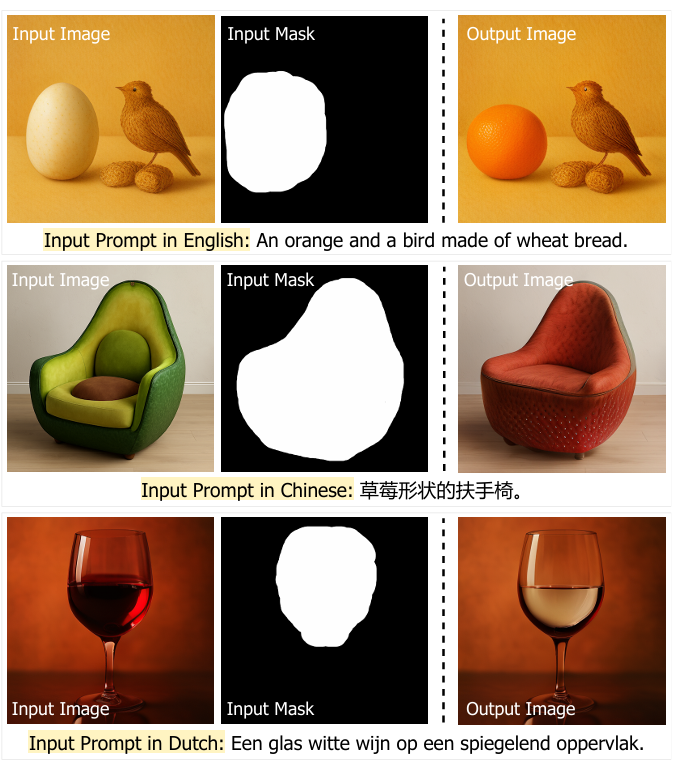 Input Image
Input Mask
Output Image
Input Prompt in English: An orange and a bird made of wheat bread.
Input Image
Input Mask
Output Image
Input Prompt in Chinese: 草莓形状的扶手椅。
Input Image
Input Mask
Output Image
Input Prompt in Dutch: Een glas witte wijn op een spiegelend oppervlak.